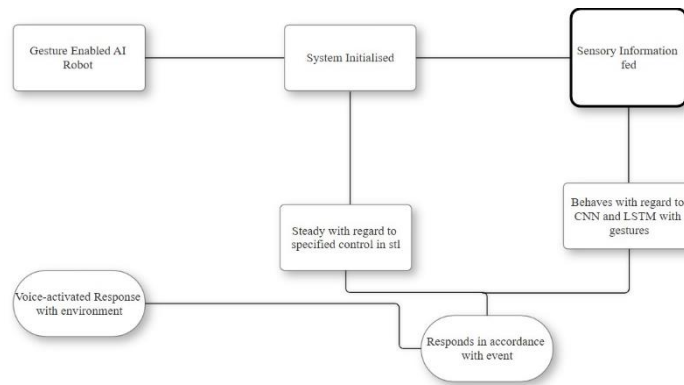 Gesture Enabled AI
Robot
System Initialised
Sensory Information
fed
Steady with regard to
specified control in stl
Behaves with regard to
CNN and LSTM with
gestures
Voice-activated Response
with environment
Responds in accordance
with event